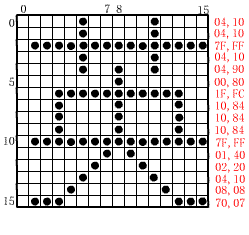 0 7 8 15
0 04, 10
04, 10
7F, FF
04, 10
04, 90
5 00, 80
1F, FC
10, 84
10, 84
10, 84
10 7F, FF
01, 40
02, 20
04, 10
08, 08
15 70, 07